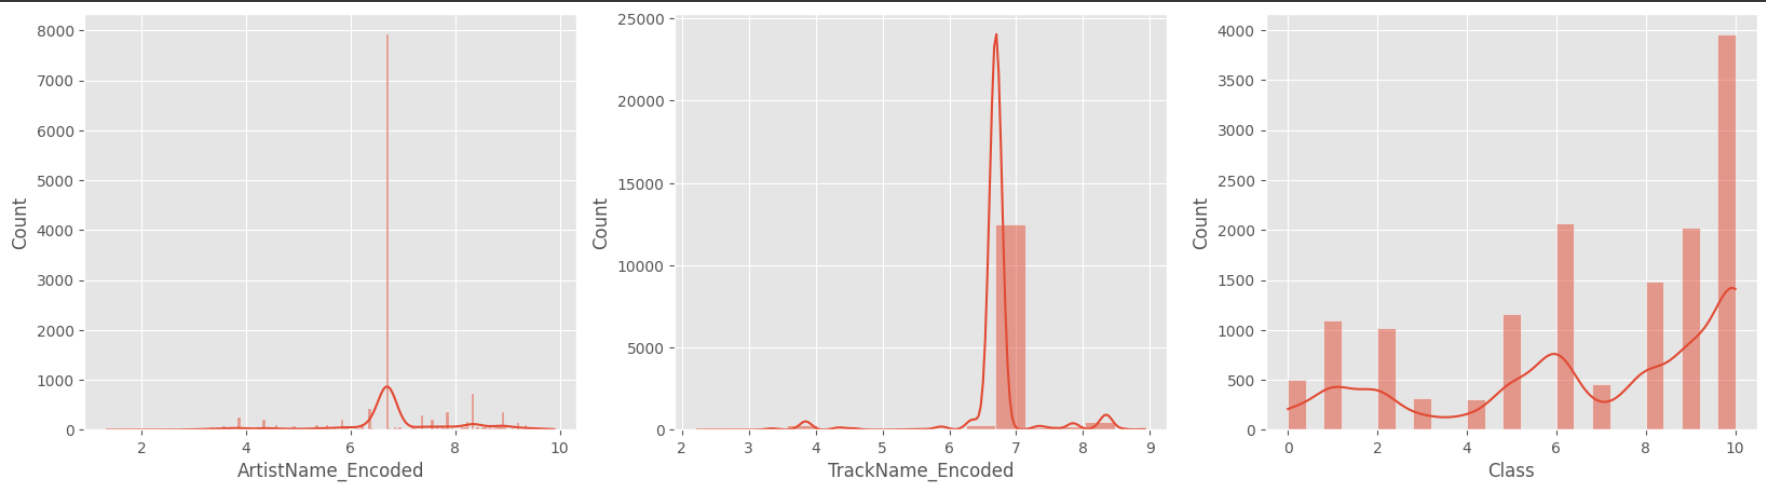 8000
7000
6000
5000
4000
3000
2000
1000
0
Count
2 4 6 8 10
ArtistName_Encoded
25000
20000
15000
10000
5000
0
Count
2 3 4 5 6 7 8 9
TrackName_Encoded
4000
3500
3000
2500
2000
1500
1000
500
0
Count
0 2 4 6 8 10
Class